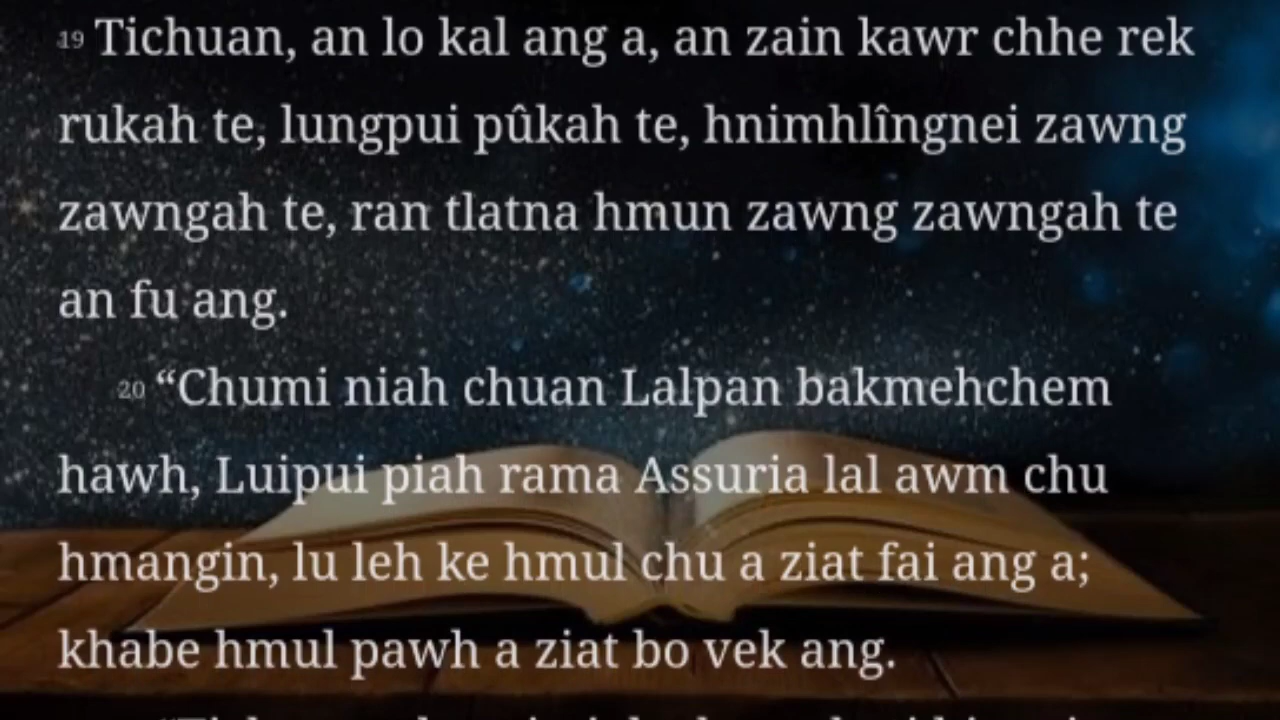 19 Tichuan, an lo kal ang a, an zain kawr chhe rek
rukah te, lungpui pûkah te, hnimhlîngnei zawng
zawngah te, ran tlatna hmun zawng zawngah te
an fu ang.
20 “Chumi niah chuan Lalpan bakmehchem
hawh, Luipui piah rama Assuria lal awm chu
hmangin, lu leh ke hmul chu a ziat fai ang a;
khabe hmul pawh a ziat bo vek ang.